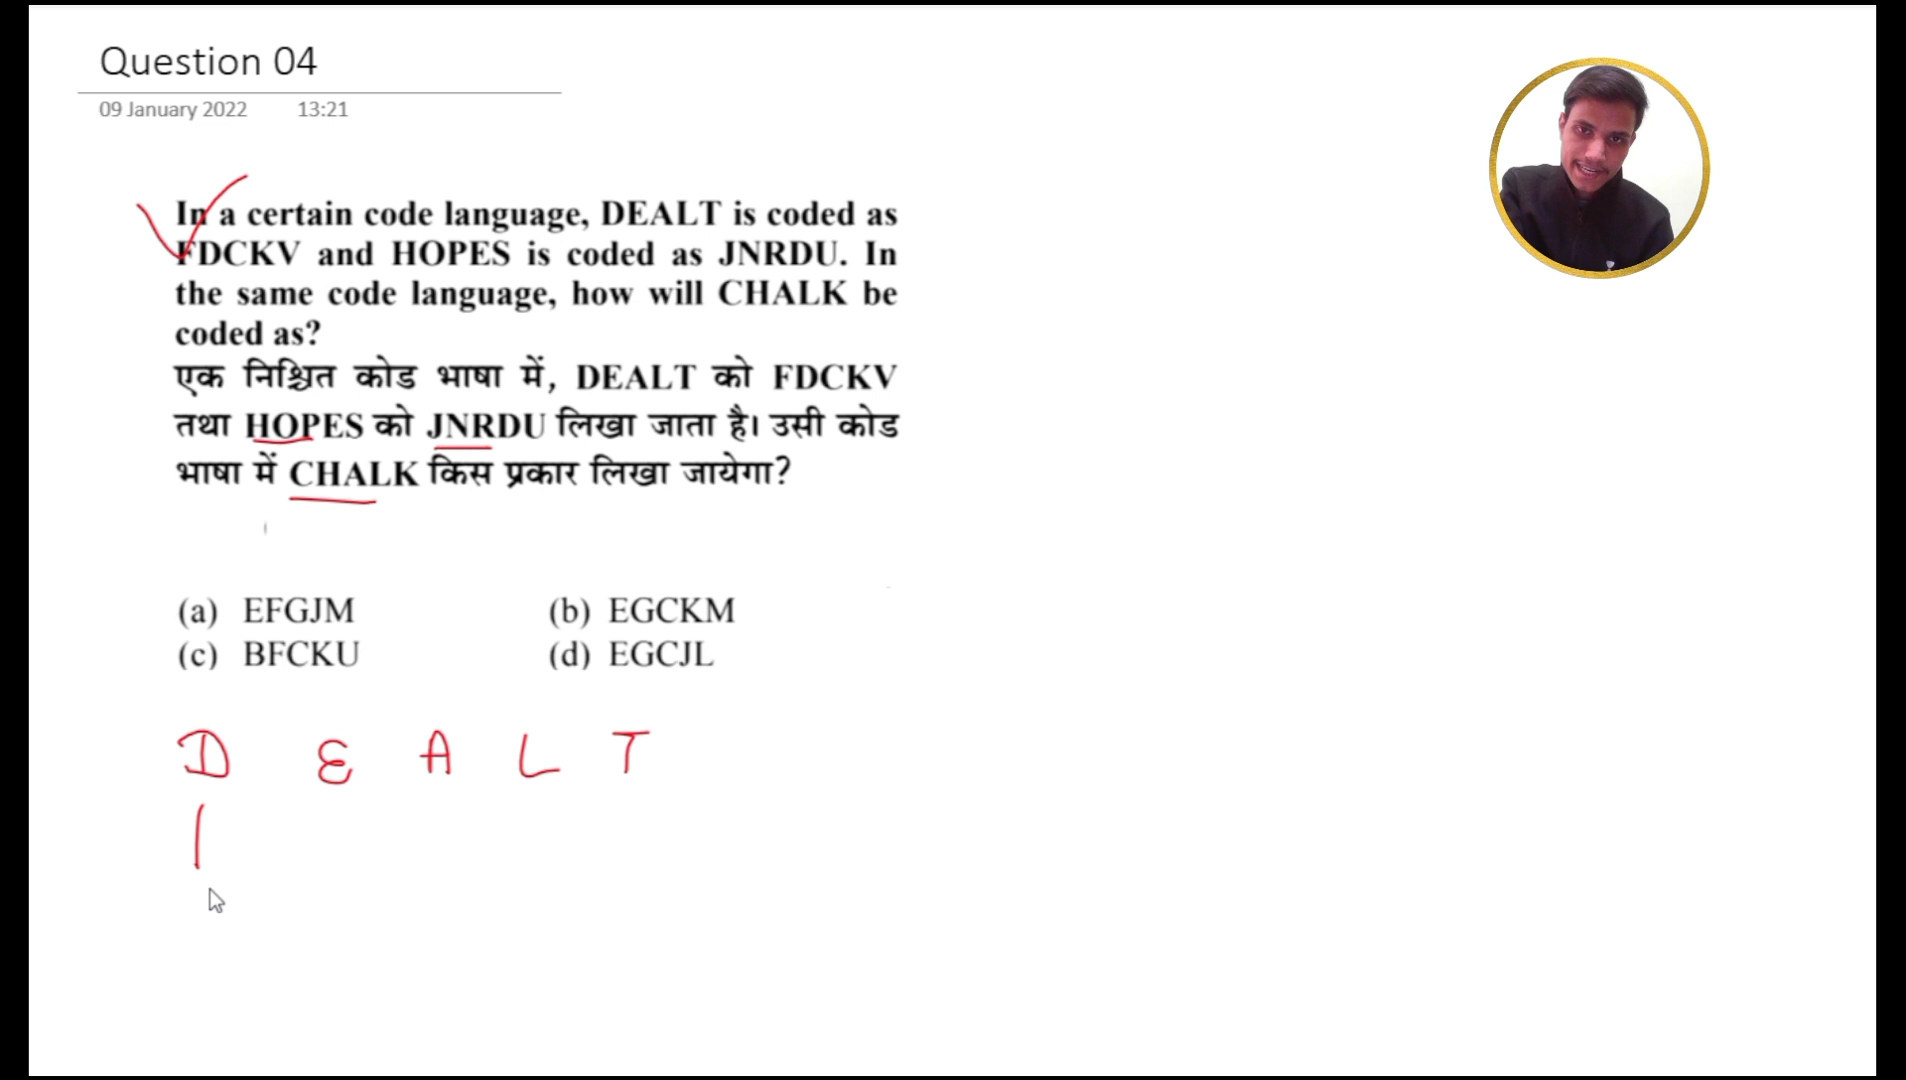 Question 04
09 January 2022 13:21
In a certain code language, DEALT is coded as
FDCKV and HOPES is coded as JNRDU. In
the same code language, how will CHALK be
coded as?
एक निश्चित कोड भाषा में, DEALT को FDCKV
तथा HOPES को JNRDU लिखा जाता है। उसी कोड
भाषा में CHALK किस प्रकार लिखा जायेगा?
(a) EFGJM (b) EGCKM
(c) BFCKU (d) EGCJL
D E A L T